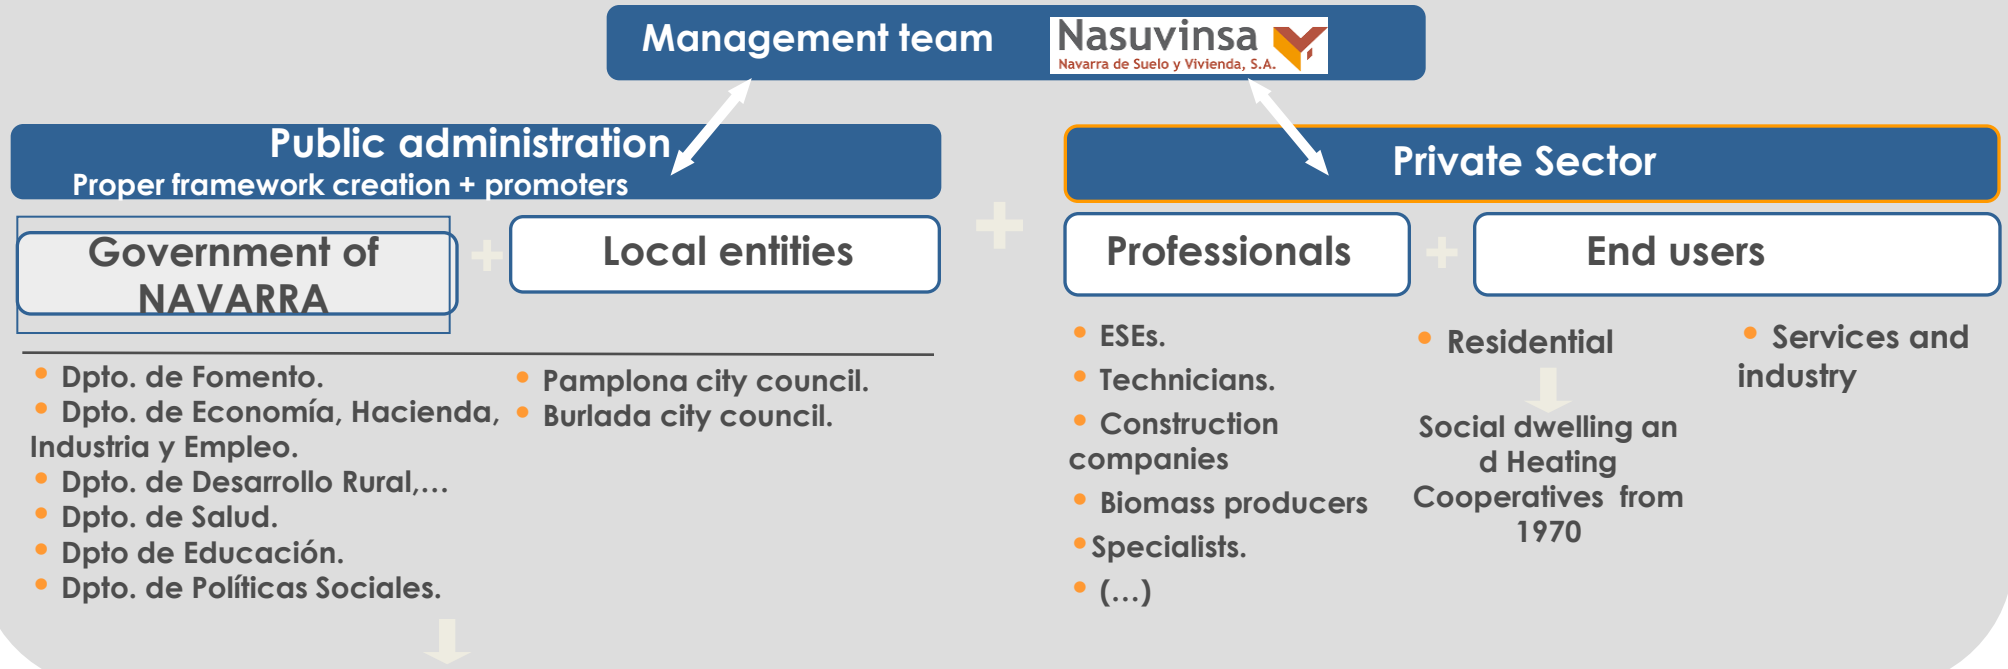 Management team
Nasuvinsa
Navarra de Suelo y Vivienda, S.A.
Public administration
Proper framework creation + promoters
Private Sector
Government of
NAVARRA
Local entities
Professionals
End users
• Dpto. de Fomento.
• Dpto. de Economía, Hacienda,
Industria y Empleo.
• Dpto. de Desarrollo Rural,…
• Dpto. de Salud.
• Dpto de Educación.
• Dpto. de Políticas Sociales.
• Pamplona city council.
• Burlada city council.
• ESEs.
• Technicians.
• Construction
companies
• Biomass producers
• Specialists.
• (…)
• Residential
Social dwelling an
d Heating
Cooperatives from
1970
• Services and
industry